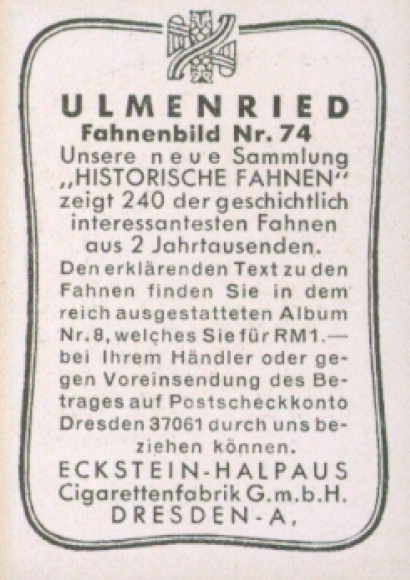 ULMENRIED
Fahnenbild Nr. 74
Unsere neue Sammlung
„HISTORISCHE FAHNEN“
zeigt 240 der geschichtlich
interessantesten Fahnen
aus 2 Jahrtausenden.
Den erklärenden Text zu den
Fahnen finden Sie in dem
reich ausgestatteten Album
Nr. 8, welches Sie für RM 1.—
bei Ihrem Händler oder ge-
gen Voreinsendung des Be-
trages auf Postscheckkonto
Dresden 37061 durch uns be-
ziehen können.
ECKSTEIN-HALPAUS
Cigarettenfabrik G.m.b.H.
DRESDEN-A.